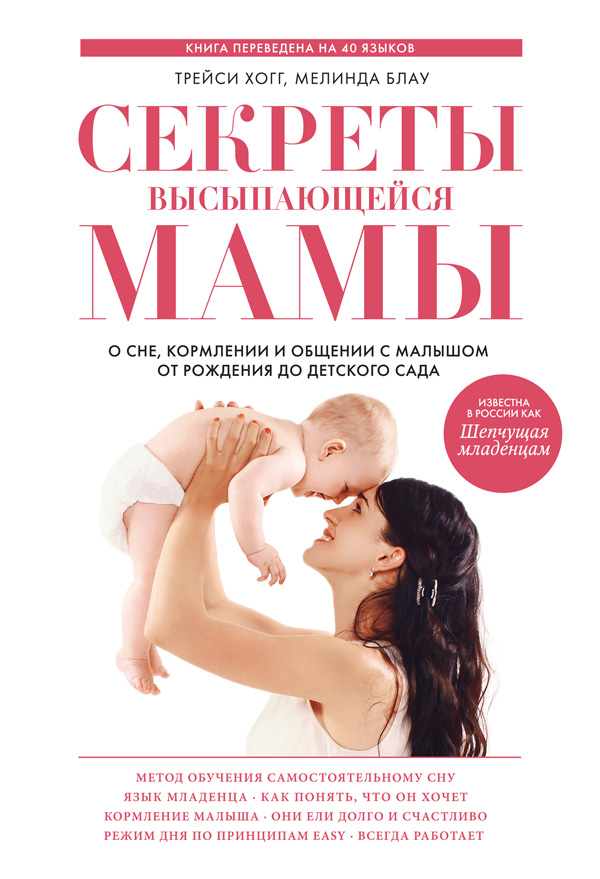 КНИГА ПЕРЕВЕДЕНА НА 40 ЯЗЫКОВ
ТРЕЙСИ ХОГГ, МЕЛИНДА БЛАУ
СЕКРЕТЫ
ВЫСЫПАЮЩЕЙСЯ
МАМЫ
О СНЕ, КОРМЛЕНИИ И ОБЩЕНИИ С МАЛЫШОМ
ОТ РОЖДЕНИЯ ДО ДЕТСКОГО САДА
ИЗВЕСТНА
В РОССИИ КАК
Шепчущая
младенцам
МЕТОД ОБУЧЕНИЯ САМОСТОЯТЕЛЬНОМУ СНУ
ЯЗЫК МЛАДЕНЦА · КАК ПОНЯТЬ, ЧТО ОН ХОЧЕТ
КОРМЛЕНИЕ МАЛЫША · ОНИ ЕЛИ ДОЛГО И СЧАСТЛИВО
РЕЖИМ ДНЯ ПО ПРИНЦИПАМ EASY · ВСЕГДА РАБОТАЕТ